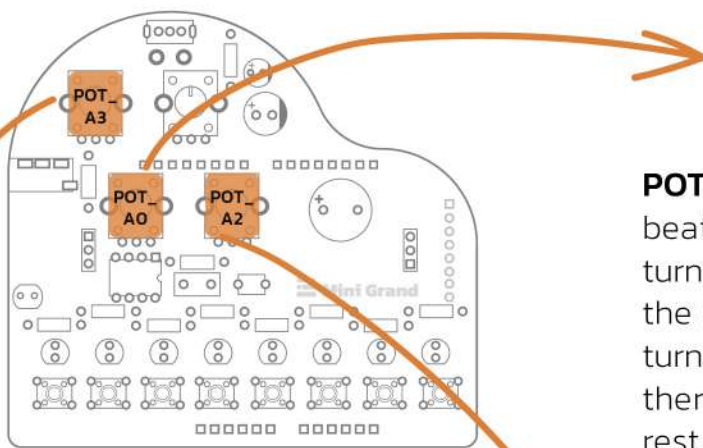 POT_
A3
POT_
A0
POT_
A2
Mini Grand
POT
beat
turn
the
turn
ther
rest